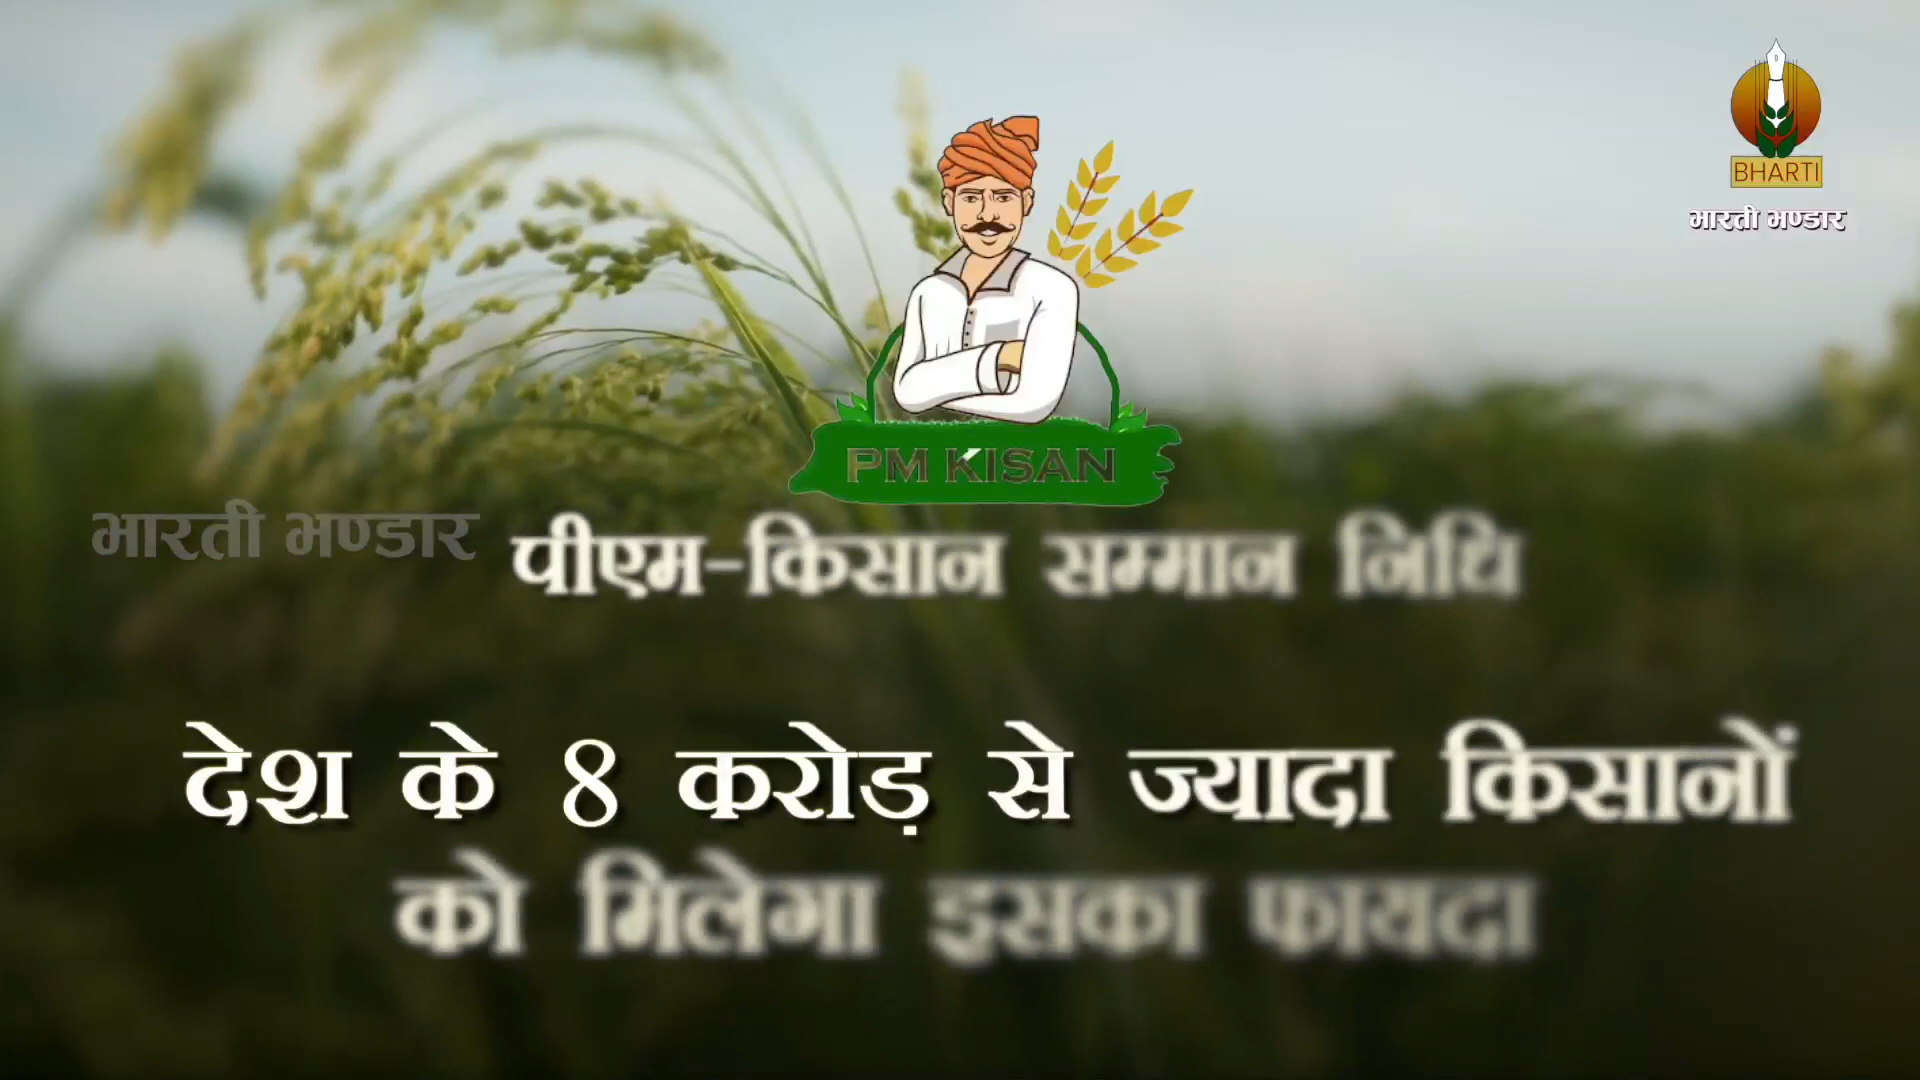 BHARTI
भारती भण्डार
PM KISAN
भारती भण्डार
पीएम-किसान सम्मान निधि
देश के 8 करोड़ से ज्यादा किसानों
को मिलेगा इसका फायदा